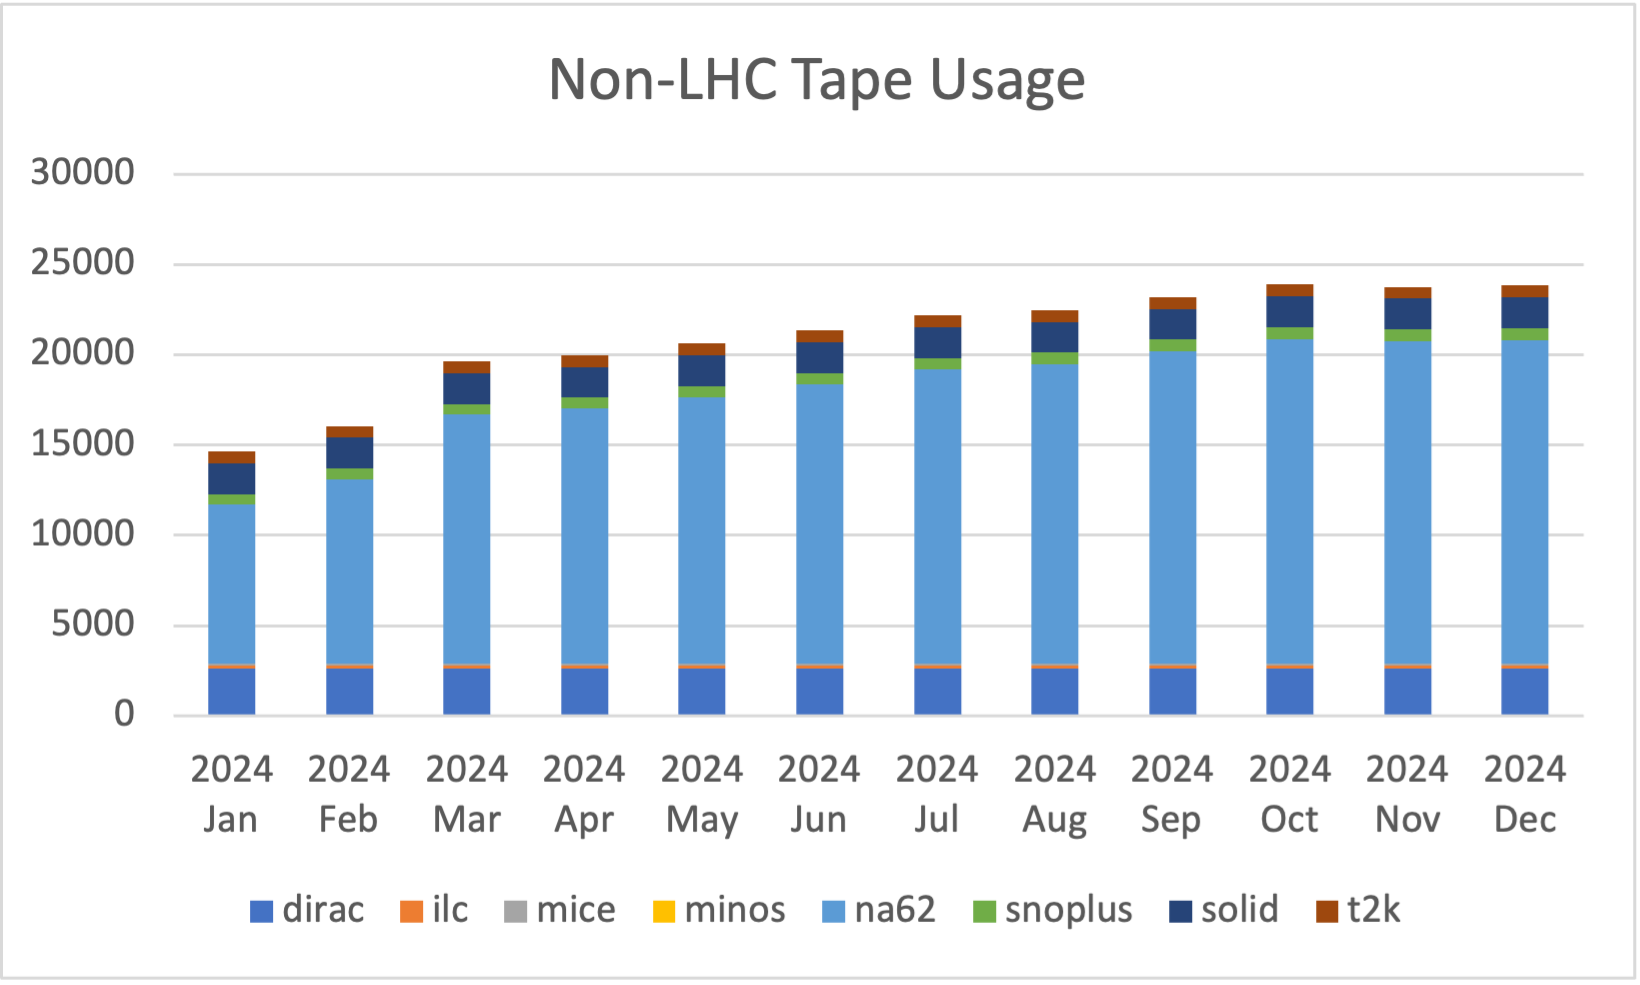 Non-LHC Tape Usage
30000
25000
20000
15000
10000
5000
0
2024 2024 2024 2024 2024 2024 2024 2024 2024 2024 2024 2024
Jan Feb Mar Apr May Jun Jul Aug Sep Oct Nov Dec
dirac ilc mice minos na62 snoplus solid t2k